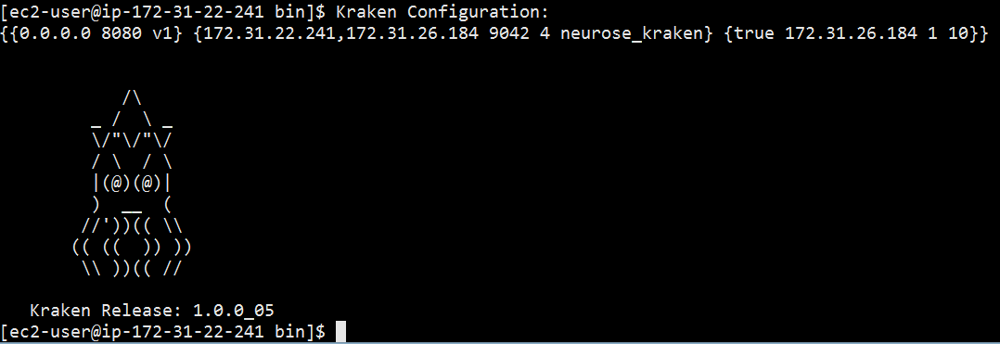 [ec2-user@ip-172-31-22-241 bin]$ Kraken Configuration:
{{0.0.0.0 8080 v1} {172.31.22.241,172.31.26.184 9042 4 neurose_kraken} {true 172.31.26.184 1 10}}
/\
_ /  \ _
\/"\/"\/
/ \  / \
|(@)(@)|
)  __  (
//'))(( \\
(( ((  )) ))
\\ ))(( //
Kraken Release: 1.0.0_05
[ec2-user@ip-172-31-22-241 bin]$